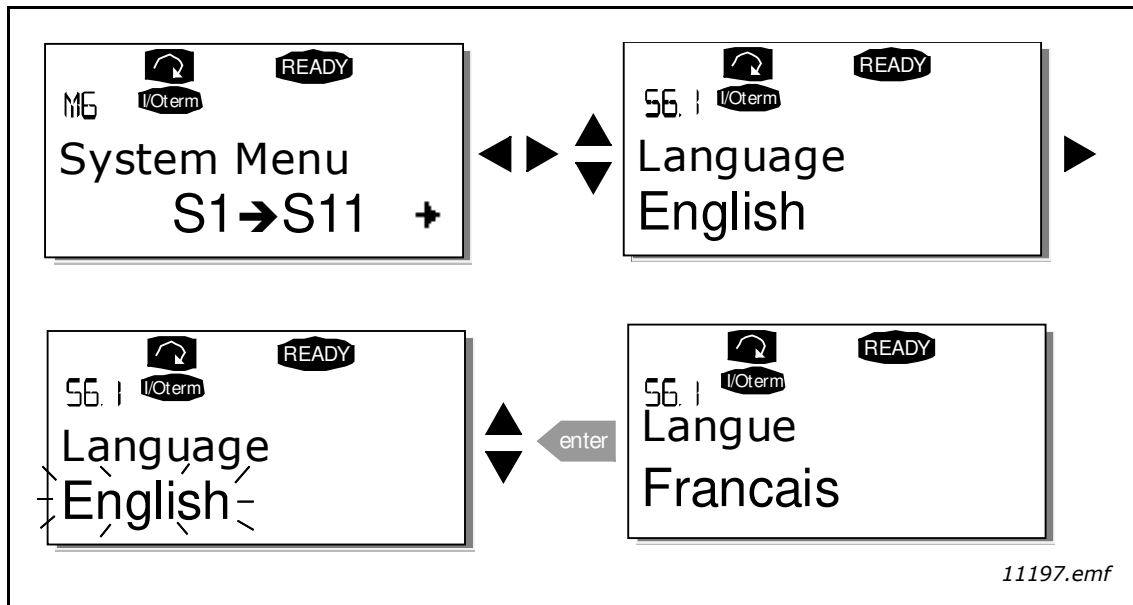 READY
M6 I/Oterm
System Menu
S1➔S11
READY
S6.1 I/Oterm
Language
English
READY
S6.1 I/Oterm
Language
English
enter
READY
S6.1 I/Oterm
Langue
Francais
11197.emf